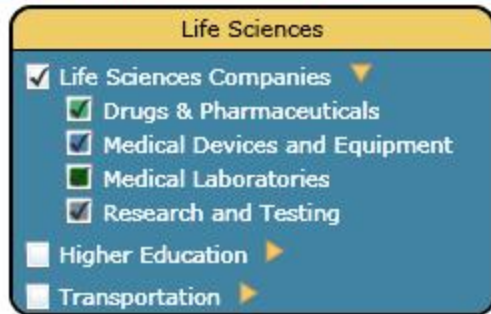 Life Sciences
Life Sciences Companies
Drugs & Pharmaceuticals
Medical Devices and Equipment
Medical Laboratories
Research and Testing
Higher Education
Transportation